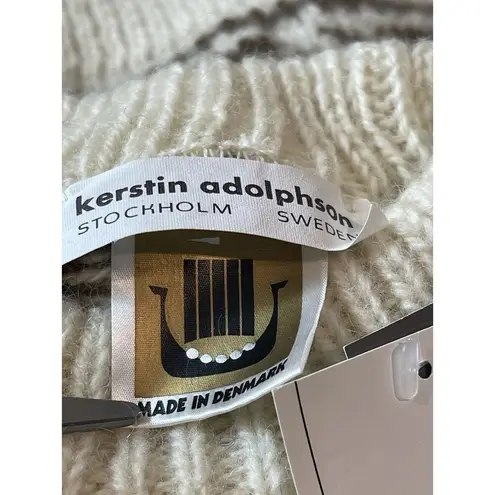 kerstin adolphson
STOCKHOLM SWEDEN
MADE IN DENMARK